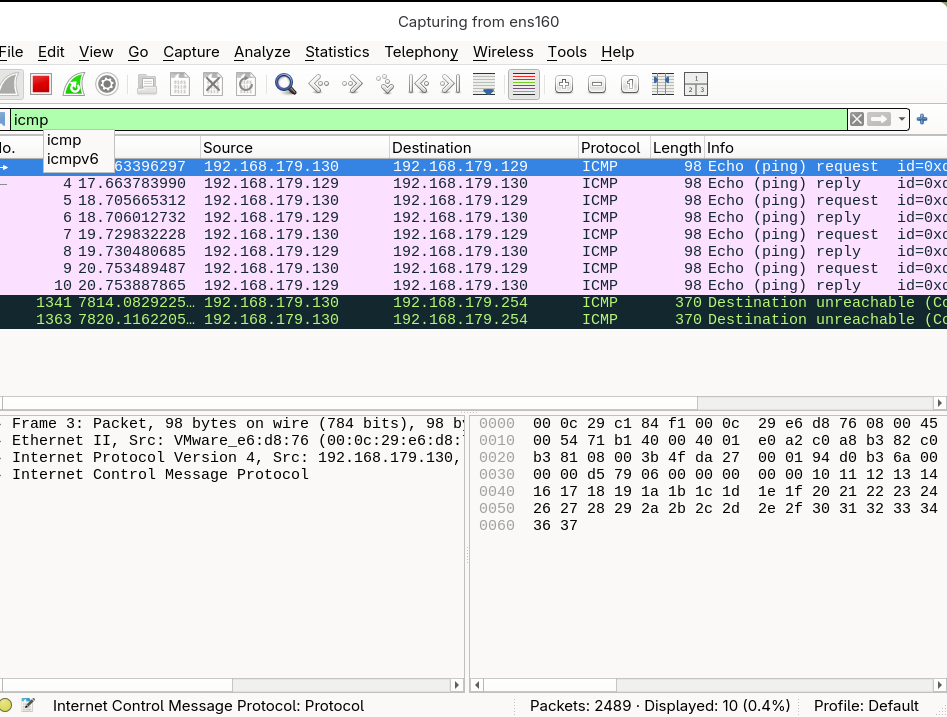 Capturing from ens160
File Edit View Go Capture Analyze Statistics Telephony Wireless Tools Help
icmp
icmp
icmpv6
No. Source Destination Protocol Length Info
63396297 192.168.179.130 192.168.179.129 ICMP 98 Echo (ping) request id=0xd
4 17.663783990 192.168.179.129 192.168.179.130 ICMP 98 Echo (ping) reply id=0xd
5 18.705665312 192.168.179.130 192.168.179.129 ICMP 98 Echo (ping) request id=0xd
6 18.706012732 192.168.179.129 192.168.179.130 ICMP 98 Echo (ping) reply id=0xd
7 19.729832228 192.168.179.130 192.168.179.129 ICMP 98 Echo (ping) request id=0xd
8 19.730480685 192.168.179.129 192.168.179.130 ICMP 98 Echo (ping) reply id=0xd
9 20.753489487 192.168.179.130 192.168.179.129 ICMP 98 Echo (ping) request id=0xd
10 20.753887865 192.168.179.129 192.168.179.130 ICMP 98 Echo (ping) reply id=0xd
1341 7814.0829225… 192.168.179.130 192.168.179.254 ICMP 370 Destination unreachable (Co
1363 7820.1162205… 192.168.179.130 192.168.179.254 ICMP 370 Destination unreachable (Co
Frame 3: Packet, 98 bytes on wire (784 bits), 98 by
Ethernet II, Src: VMware_e6:d8:76 (00:0c:29:e6:d8:
Internet Protocol Version 4, Src: 192.168.179.130,
Internet Control Message Protocol
0000 00 0c 29 c1 84 f1 00 0c 29 e6 d8 76 08 00 45
0010 00 54 71 b1 40 00 40 01 e0 a2 c0 a8 b3 82 c0
0020 b3 81 08 00 3b 4f da 27 00 01 94 d0 b3 6a 00
0030 00 00 d5 79 06 00 00 00 00 00 10 11 12 13 14
0040 16 17 18 19 1a 1b 1c 1d 1e 1f 20 21 22 23 24
0050 26 27 28 29 2a 2b 2c 2d 2e 2f 30 31 32 33 34
0060 36 37
Internet Control Message Protocol: Protocol Packets: 2489 · Displayed: 10 (0.4%) Profile: Default